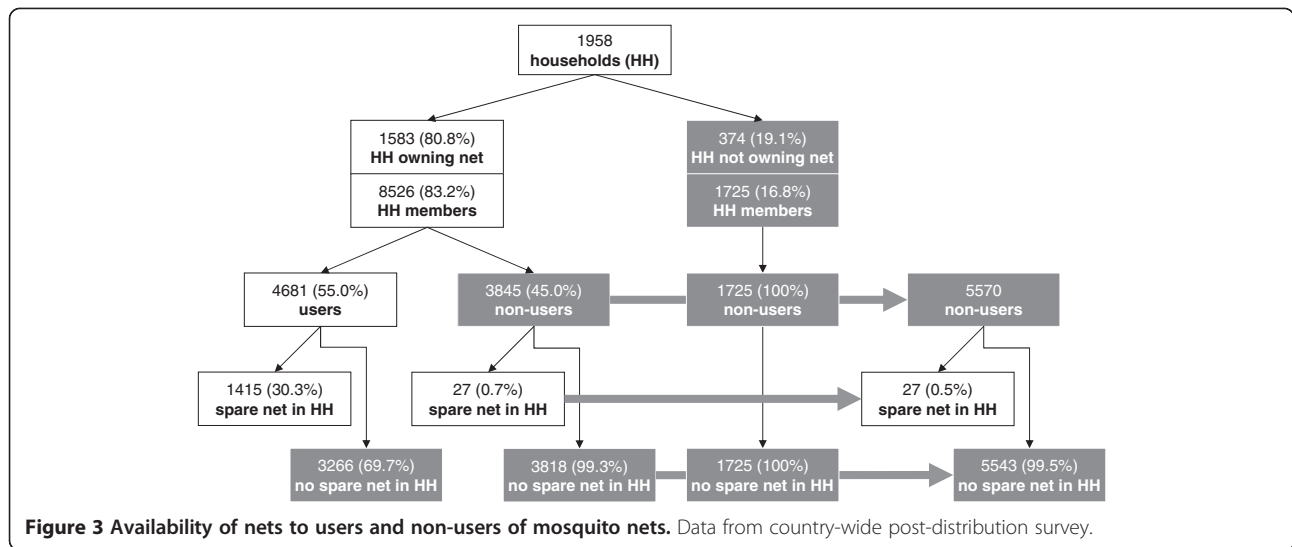 1958
households (HH)
1583 (80.8%)
HH owning net
374 (19.1%)
HH not owning net
8526 (83.2%)
HH members
1725 (16.8%)
HH members
4681 (55.0%)
users
3845 (45.0%)
non-users
1725 (100%)
non-users
5570
non-users
1415 (30.3%)
spare net in HH
27 (0.7%)
spare net in HH
27 (0.5%)
spare net in HH
3266 (69.7%)
no spare net in HH
3818 (99.3%)
no spare net in HH
1725 (100%)
no spare net in HH
5543 (99.5%)
no spare net in HH
Figure 3 Availability of nets to users and non-users of mosquito nets. Data from country-wide post-distribution survey.